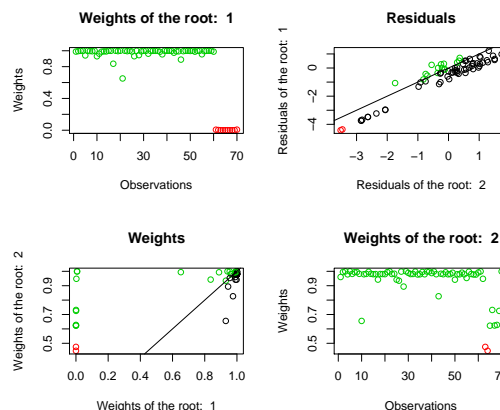 Weights of the root:  1
Weights
0.0 0.4 0.8
0 10 30 50 70
Observations
Residuals
Residuals of the root:  1
−4 −2 0
−3 −2 −1 0 1
Residuals of the root:  2
Weights
Weights of the root:  2
0.5 0.7 0.9
0.0 0.2 0.4 0.6 0.8 1.0
Weights of the root:  1
Weights of the root:  2
Weights
0.5 0.7 0.9
0 10 30 50
Observations